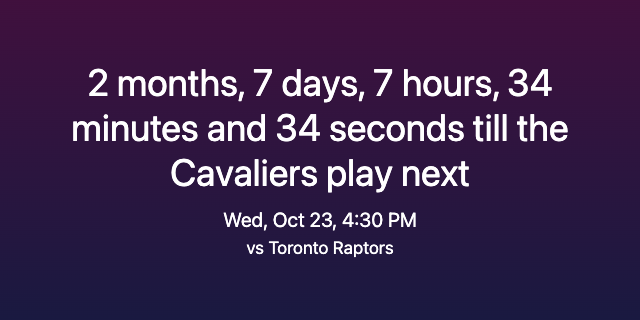 2 months, 7 days, 7 hours, 34
minutes and 34 seconds till the
Cavaliers play next
Wed, Oct 23, 4:30 PM
vs Toronto Raptors